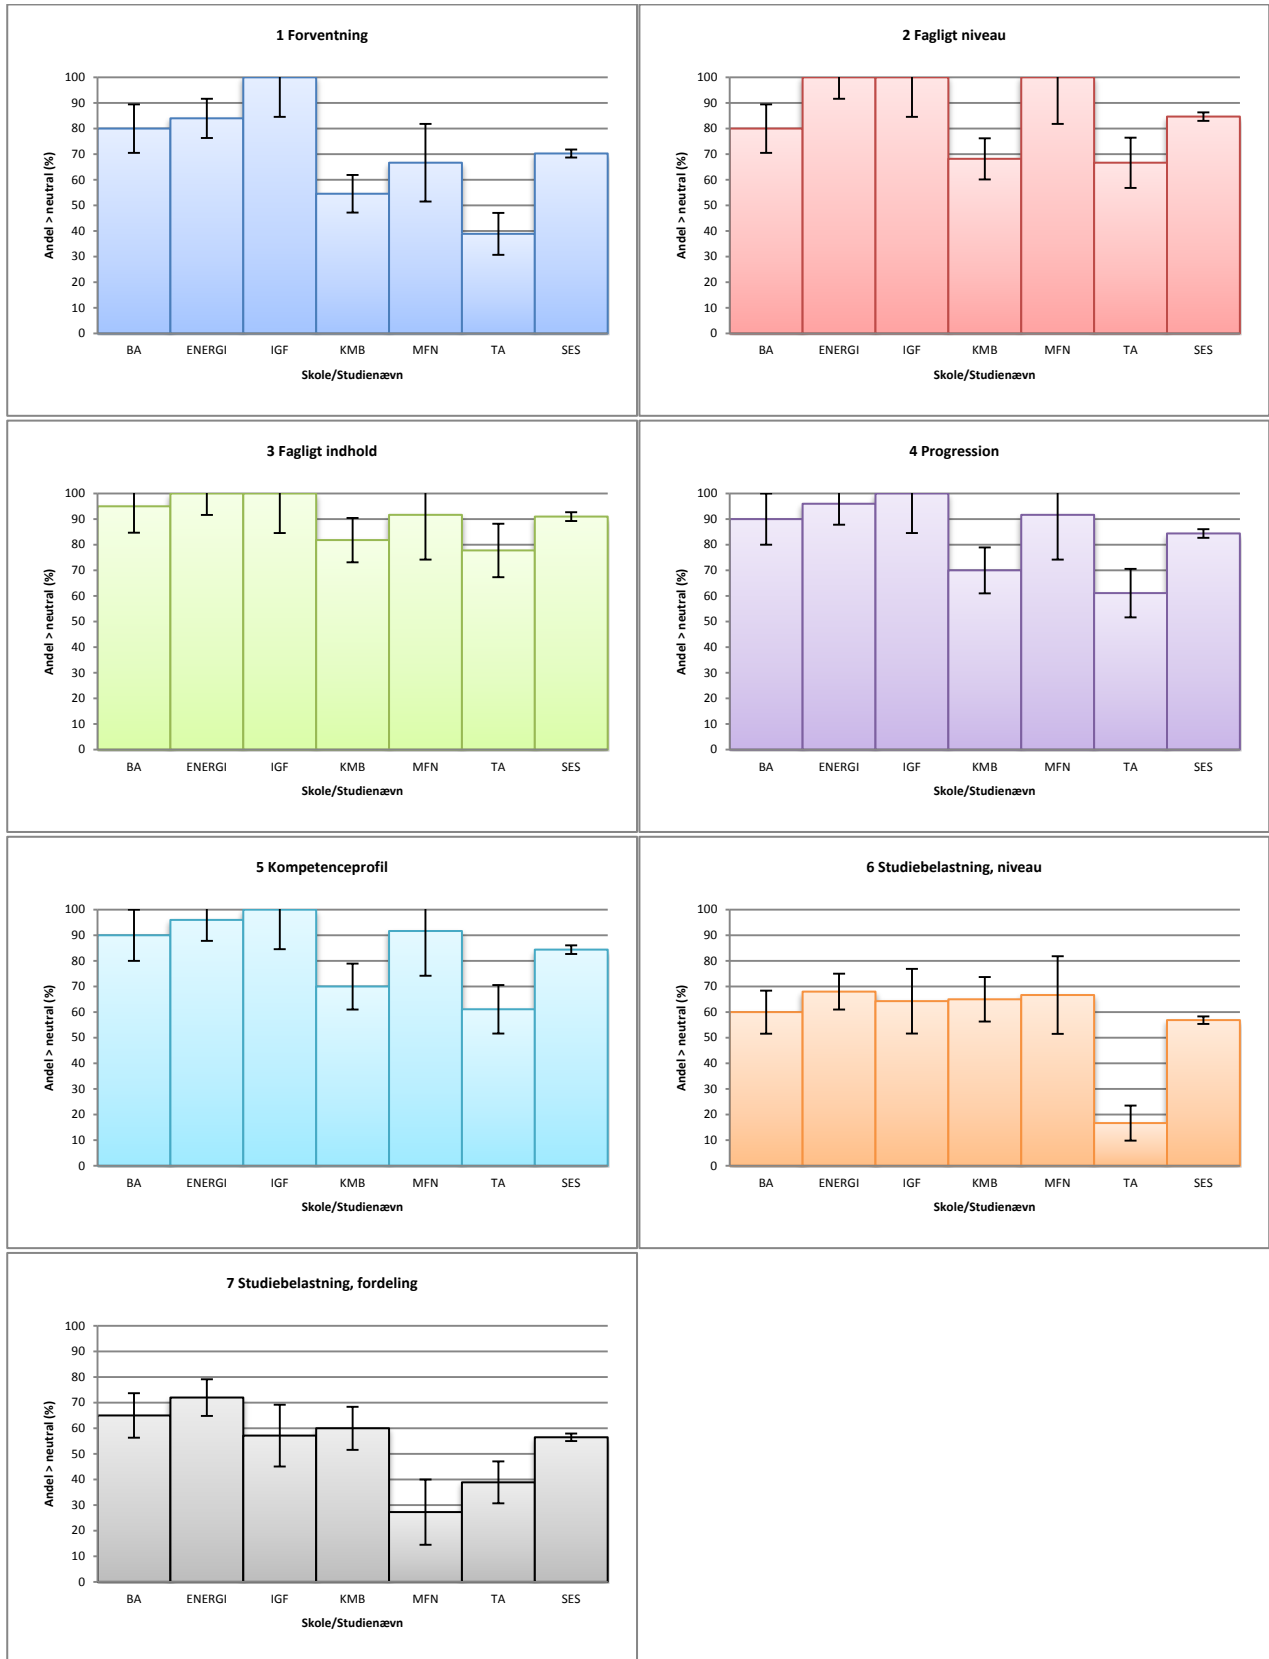 1 Forventning
100
90
80
70
60
50
40
30
20
10
0
Andel > neutral (%)
BA ENERGI IGF KMB MFN TA SES
Skole/Studienævn
2 Fagligt niveau
100
90
80
70
60
50
40
30
20
10
0
Andel > neutral (%)
BA ENERGI IGF KMB MFN TA SES
Skole/Studienævn
3 Fagligt indhold
100
90
80
70
60
50
40
30
20
10
0
Andel > neutral (%)
BA ENERGI IGF KMB MFN TA SES
Skole/Studienævn
4 Progression
100
90
80
70
60
50
40
30
20
10
0
Andel > neutral (%)
BA ENERGI IGF KMB MFN TA SES
Skole/Studienævn
5 Kompetenceprofil
100
90
80
70
60
50
40
30
20
10
0
Andel > neutral (%)
BA ENERGI IGF KMB MFN TA SES
Skole/Studienævn
6 Studiebelastning, niveau
100
90
80
70
60
50
40
30
20
10
0
Andel > neutral (%)
BA ENERGI IGF KMB MFN TA SES
Skole/Studienævn
7 Studiebelastning, fordeling
100
90
80
70
60
50
40
30
20
10
0
Andel > neutral (%)
BA ENERGI IGF KMB MFN TA SES
Skole/Studienævn